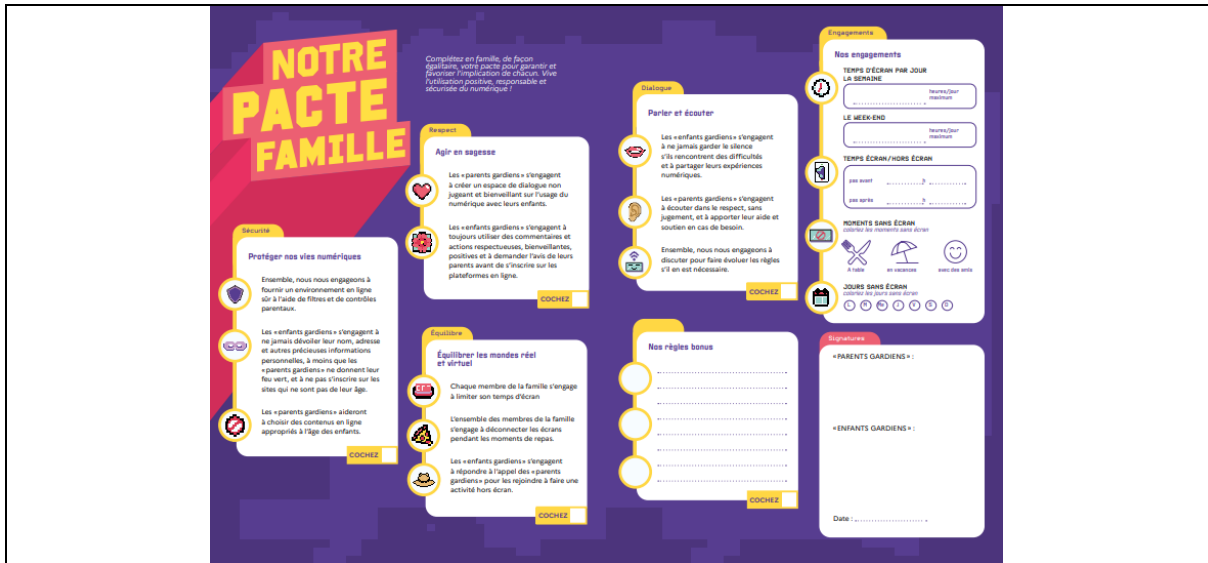 NOTRE
PACTE
FAMILLE
Complétez en famille, de façon
égalitaire, votre pacte pour garantir et
favoriser l'implication de chacun. Vive
l'utilisation positive, responsable et
sécurisée du numérique !
Sécurité
Protéger nos vies numériques
Ensemble, nous nous engageons à
fournir un environnement en ligne
sûr à l'aide de filtres et de contrôles
parentaux.
Les «enfants gardiens» s'engagent à
ne jamais dévoiler leur nom, adresse
et autres précieuses informations
personnelles, à moins que les
«parents gardiens» ne donnent leur
feu vert, et à ne pas s'inscrire sur les
sites qui ne sont pas de leur âge.
Les «parents gardiens» aideront
à choisir des contenus en ligne
appropriés à l'âge des enfants.
COCHEZ
Respect
Agir en sagesse
Les «parents gardiens» s'engagent
à créer un espace de dialogue non
jugeant et bienveillant sur l'usage du
numérique avec leurs enfants.
Les «enfants gardiens» s'engagent à
toujours utiliser des commentaires et
actions respectueuses, bienveillantes,
positives et à demander l'avis de leurs
parents avant de s'inscrire sur les
plateformes en ligne.
COCHEZ
Équilibre
Équilibrer les mondes réel
et virtuel
Chaque membre de la famille s'engage
à limiter son temps d'écran
L'ensemble des membres de la famille
s'engage à déconnecter les écrans
pendant les moments de repas.
Les «enfants gardiens» s'engagent
à répondre à l'appel des «parents
gardiens» pour les rejoindre à faire une
activité hors écran.
COCHEZ
Dialogue
Parler et écouter
Les «enfants gardiens» s'engagent
à ne jamais garder le silence
s'ils rencontrent des difficultés
et à partager leurs expériences
numériques.
Les «parents gardiens» s'engagent
à écouter dans le respect, sans
jugement, et à apporter leur aide et
soutien en cas de besoin.
Ensemble, nous nous engageons à
discuter pour faire évoluer les règles
s'il en est nécessaire.
COCHEZ
Nos règles bonus
COCHEZ
Engagements
Nos engagements
TEMPS D'ÉCRAN PAR JOUR
LA SEMAINE
heures/jour
maximum
LE WEEK-END
heures/jour
maximum
TEMPS ÉCRAN/HORS ÉCRAN
pas avant h
pas après h
MOMENTS SANS ÉCRAN
coloriez les moments sans écran
A table en vacances avec des amis
JOURS SANS ÉCRAN
coloriez les jours sans écran
L M Me J V S D
Signatures
«PARENTS GARDIENS» :
«ENFANTS GARDIENS» :
Date :